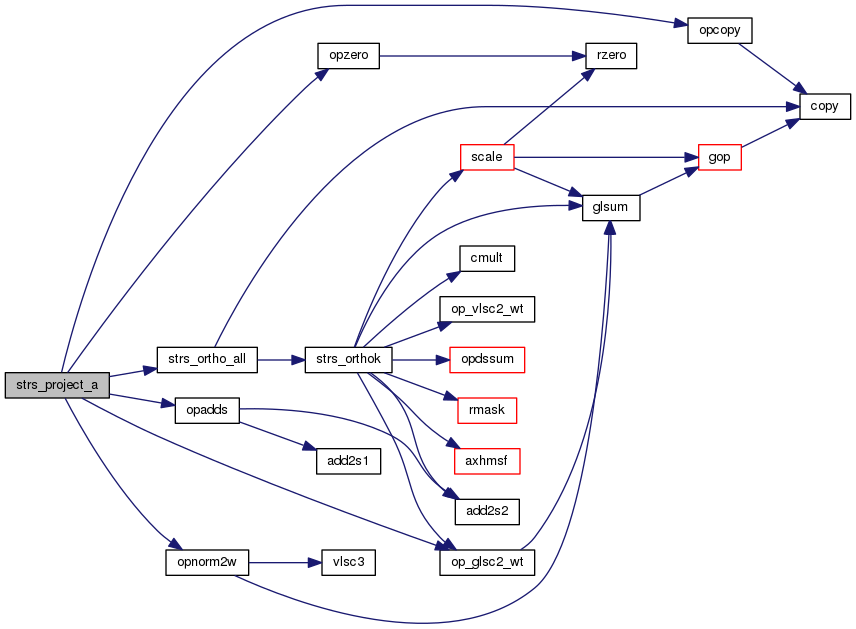 opcopy
opzero
rzero
copy
scale
gop
glsum
cmult
op_vlsc2_wt
strs_ortho_all
strs_orthok
opdssum
strs_project_a
opadds
rmask
add2s1
axhmsf
add2s2
opnorm2w
vlsc3
op_glsc2_wt